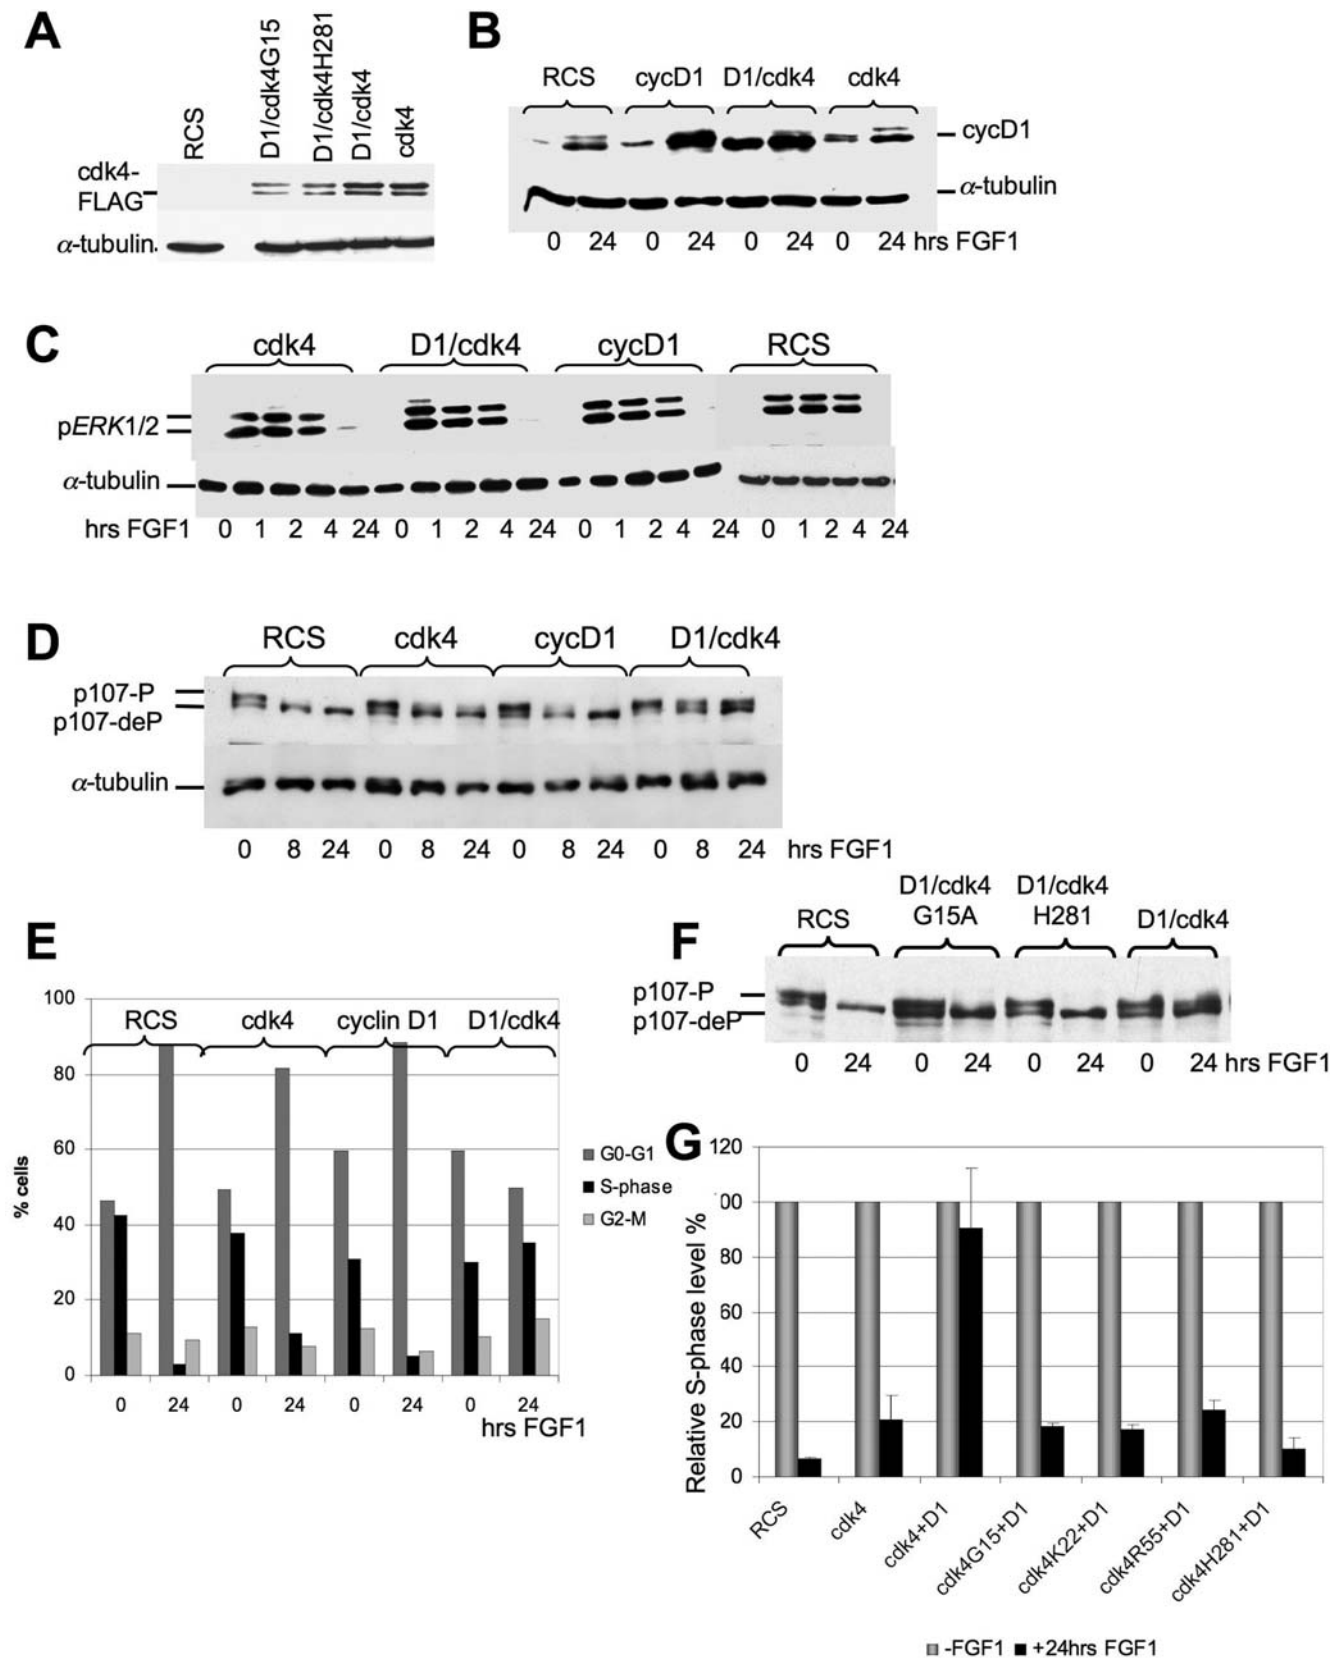 A
RCS
D1/cdk4G15
D1/cdk4H281
D1/cdk4
cdk4
cdk4-
FLAG
α-tubulin.
B
RCS cycD1 D1/cdk4 cdk4
cycD1
α-tubulin
0 24 0 24 0 24 0 24 hrs FGF1
C
cdk4 D1/cdk4 cycD1 RCS
pERK1/2
α-tubulin
hrs FGF1 0 1 2 4 24 0 1 2 4 24 0 1 2 4 24 0 1 2 4 24
D
RCS cdk4 cycD1 D1/cdk4
p107-P
p107-deP
α-tubulin
0 8 24 0 8 24 0 8 24 0 8 24 hrs FGF1
E
100
80
60
40
20
0
% cells
RCS cdk4 cyclin D1 D1/cdk4
G0-G1
S-phase
G2-M
0 24 0 24 0 24 0 24
hrs FGF1
F
RCS
D1/cdk4
G15A
D1/cdk4
H281
D1/cdk4
p107-P
p107-deP
0 24 0 24 0 24 0 24 hrs FGF1
G
120
00
80
60
40
20
0
Relative S-phase level %
RCS
cdk4
cdk4+D1
cdk4G15+D1
cdk4K22+D1
cdk4R55+D1
cdk4H281+D1
-FGF1 +24hrs FGF1